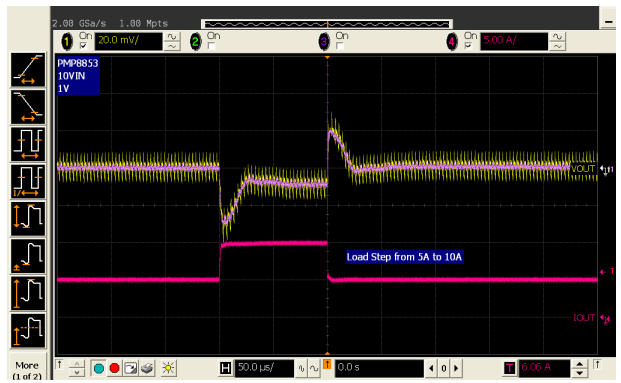 2.00 GSa/s 1.00 Mpts
1 On 20.0 mV/ 2 On 3 On 4 On 5.00 A/
PMP8853
10VIN
1V
VOUT
Load Step from 5A to 10A
T
IOUT
More
(1 of 2)
H 50.0 µs/ 0.0 s 0 T 6.06 A